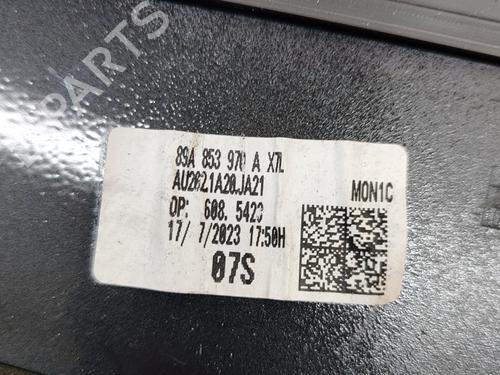 B-PARTS
89A 853 970 A X7L
AU2621A20JA21
MON1C
OP: 608. 5423
17/ 7/2023 17:50H
07S